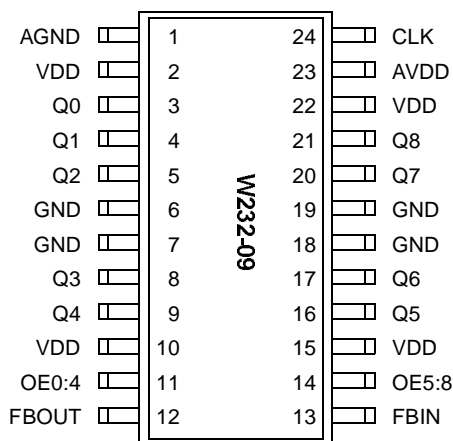 AGND 1 24 CLK
VDD 2 23 AVDD
Q0 3 22 VDD
Q1 4 21 Q8
Q2 5 20 Q7
GND 6 19 GND
GND 7 18 GND
Q3 8 17 Q6
Q4 9 16 Q5
VDD 10 15 VDD
OE0:4 11 14 OE5:8
FBOUT 12 13 FBIN
W232-09